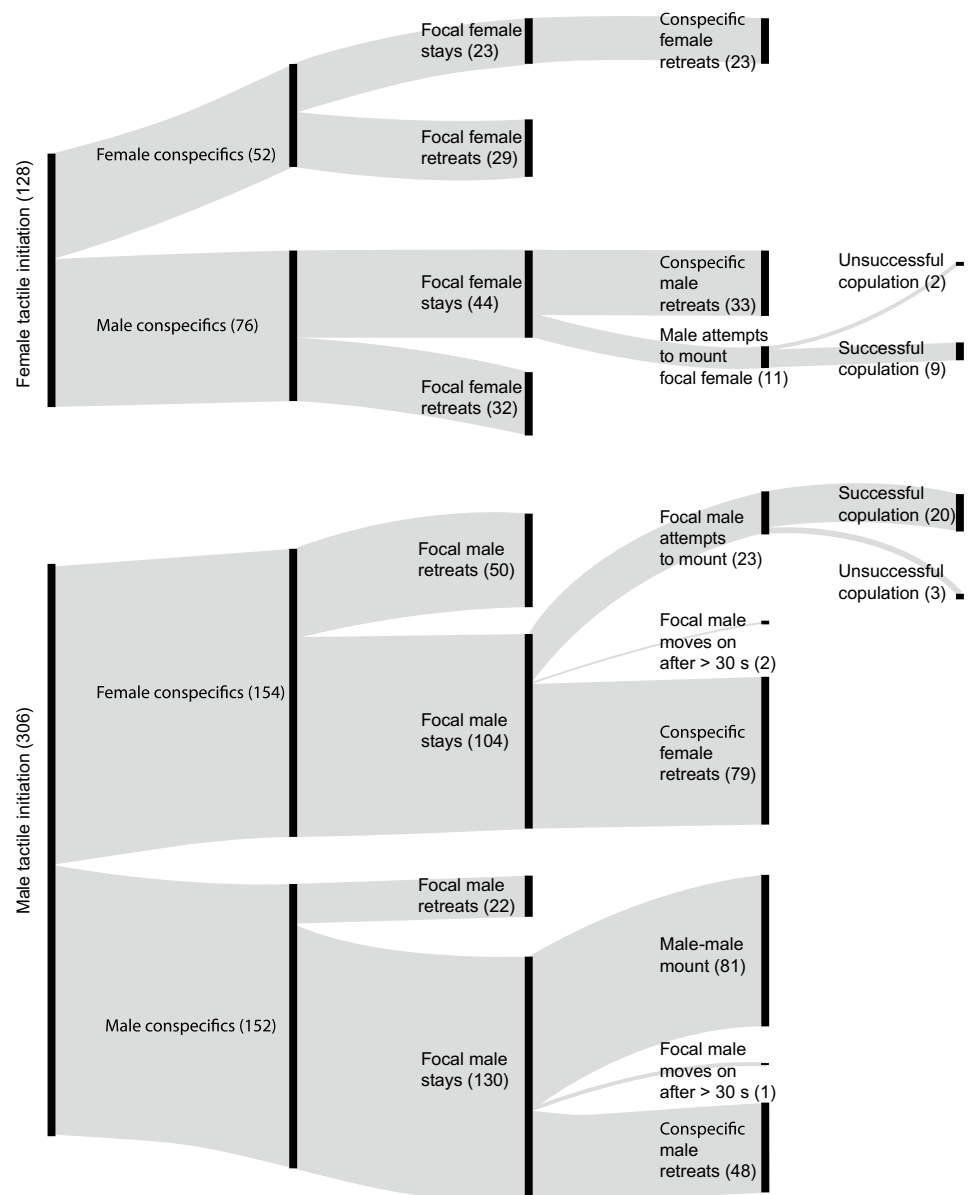 Female tactile initiation (128)
Female conspecifics (52)
Focal female
stays (23)
Conspecific
female
retreats (23)
Focal female
retreats (29)
Male conspecifics (76)
Focal female
stays (44)
Conspecific
male
retreats (33)
Male attempts
to mount
focal female (11)
Unsuccessful
copulation (2)
Successful
copulation (9)
Focal female
retreats (32)
Male tactile initiation (306)
Female conspecifics (154)
Focal male
retreats (50)
Focal male
stays (104)
Focal male
attempts
to mount (23)
Successful
copulation (20)
Unsuccessful
copulation (3)
Focal male
moves on
after > 30 s (2)
Conspecific
female
retreats (79)
Male conspecifics (152)
Focal male
retreats (22)
Focal male
stays (130)
Male-male
mount (81)
Focal male
moves on
after > 30 s (1)
Conspecific
male
retreats (48)